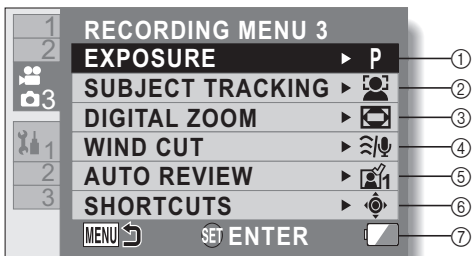 1
2
3
1
2
3
RECORDING MENU 3
EXPOSURE P ①
SUBJECT TRACKING ②
DIGITAL ZOOM ③
WIND CUT ④
AUTO REVIEW 1 ⑤
SHORTCUTS ⑥
MENU SET ENTER ⑦